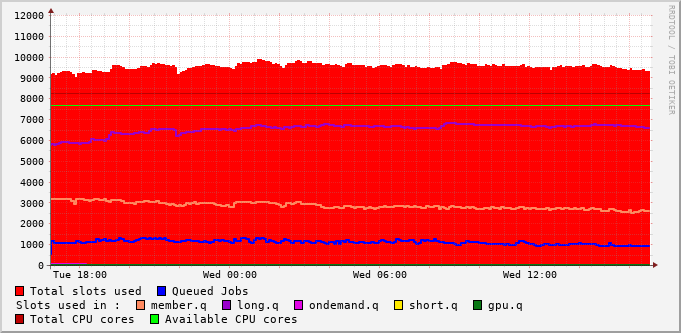 12000
11000
10000
9000
8000
7000
6000
5000
4000
3000
2000
1000
0
Tue 18:00 Wed 00:00 Wed 06:00 Wed 12:00
RRDTOOL / TOBI OETIKER
Total slots used Queued Jobs
Slots used in : member.q long.q ondemand.q short.q gpu.q
Total CPU cores Available CPU cores